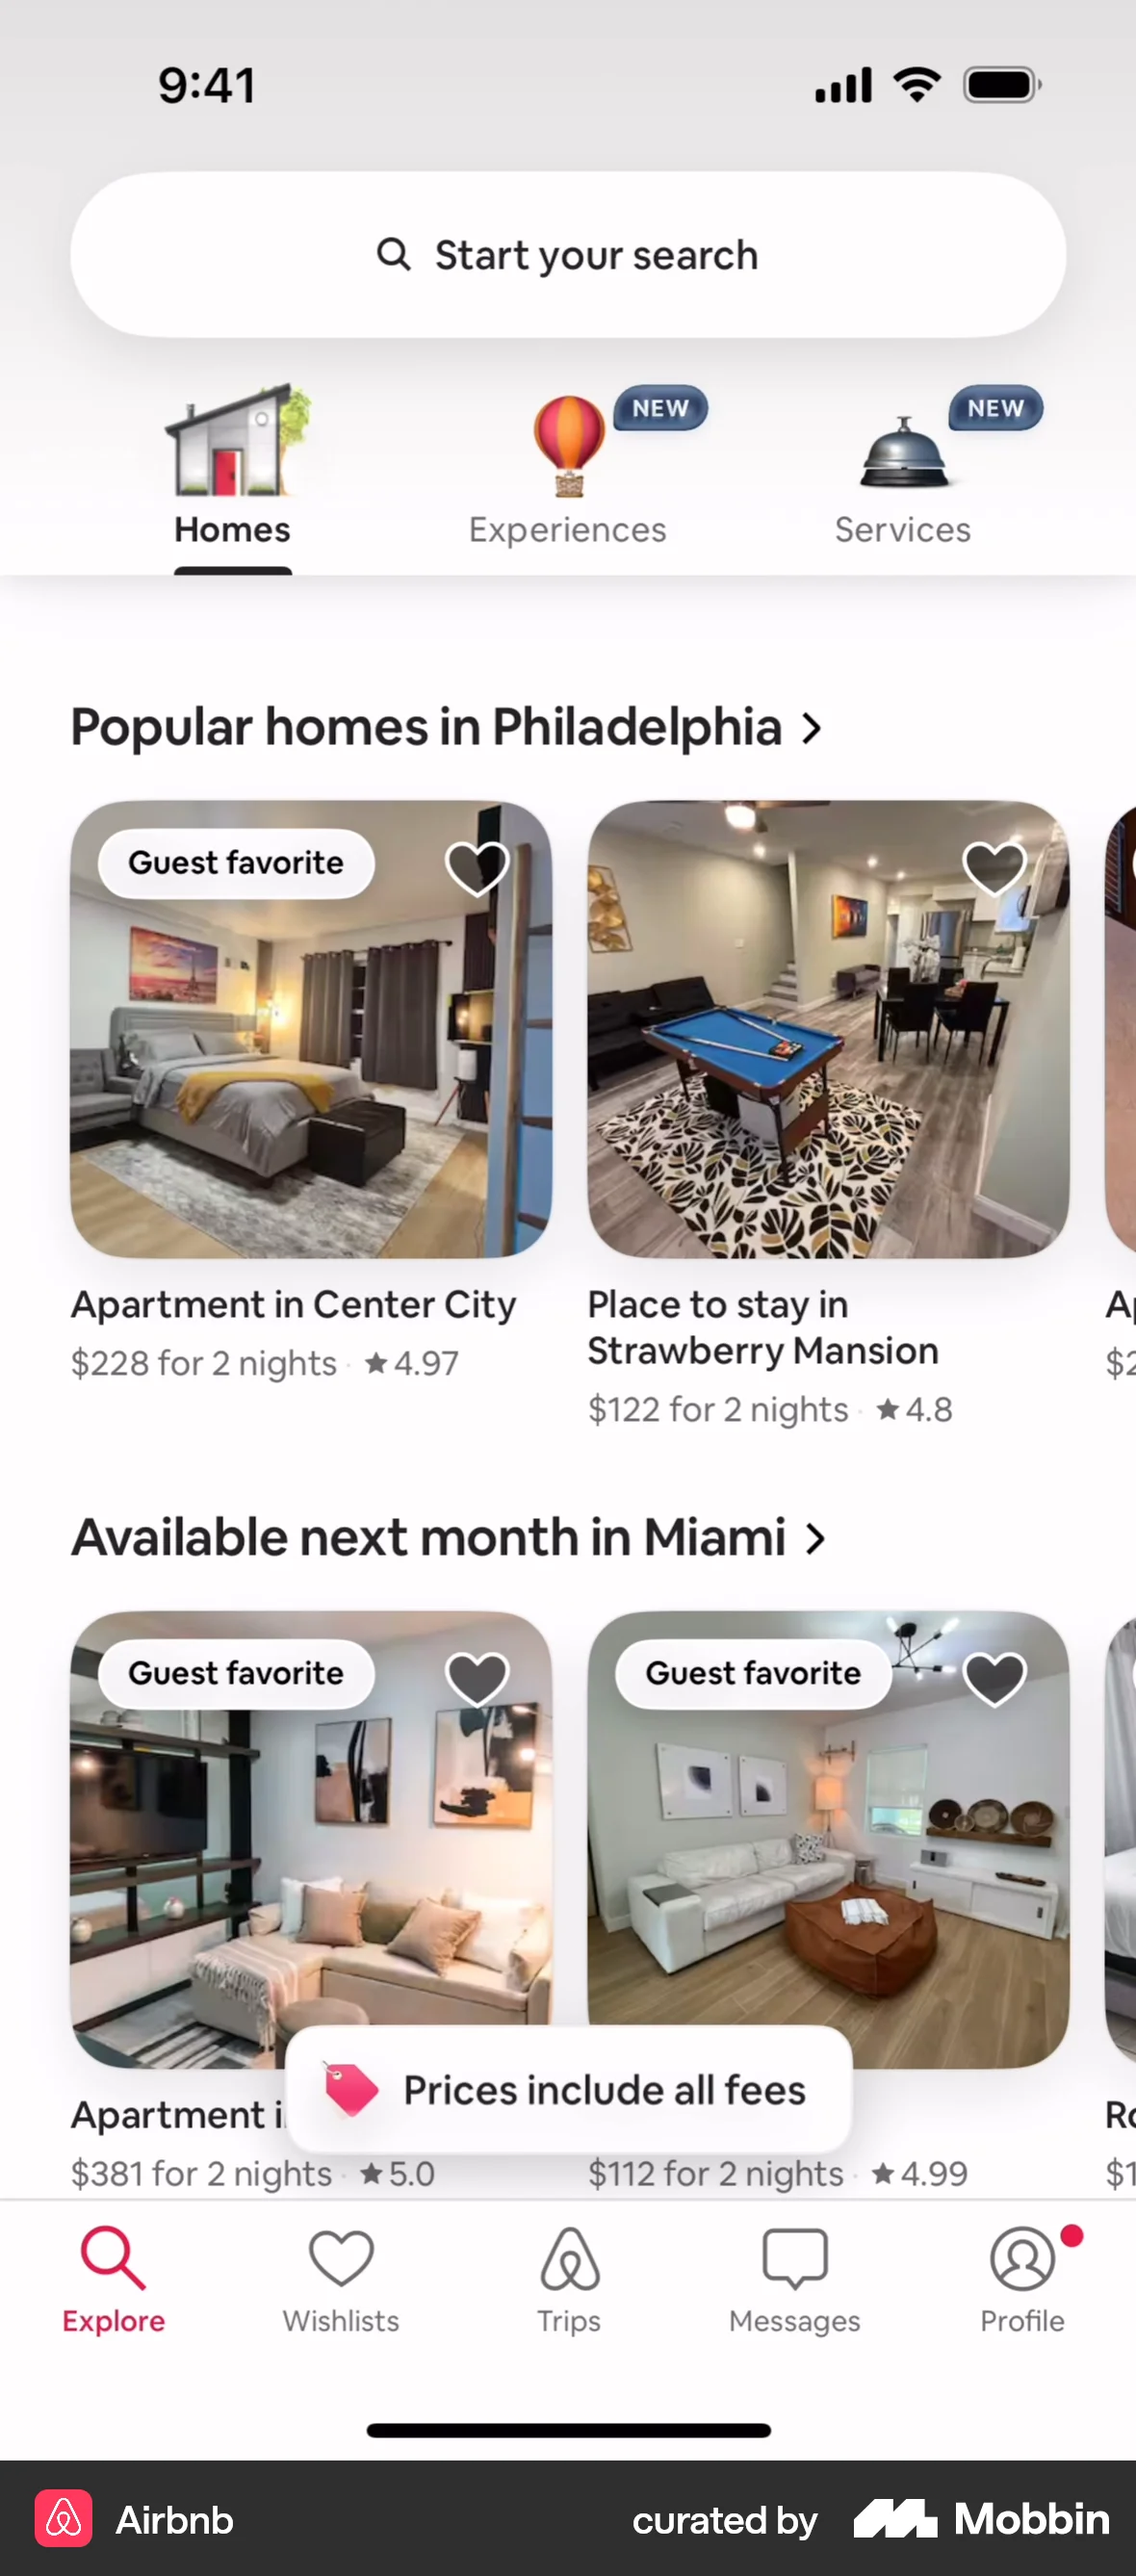 9:41
Start your search
NEW
NEW
Homes
Experiences
Services
Popular homes in Philadelphia
Guest favorite
Apartment in Center City
$228 for 2 nights · ★ 4.97
Place to stay in
Strawberry Mansion
$122 for 2 nights · ★ 4.8
$2
Available next month in Miami
Guest favorite
Guest favorite
Prices include all fees
Apartment
$381 for 2 nights · ★ 5.0
$112 for 2 nights · ★ 4.99
$1
Explore
Wishlists
Trips
Messages
Profile
Airbnb
curated by
Mobbin